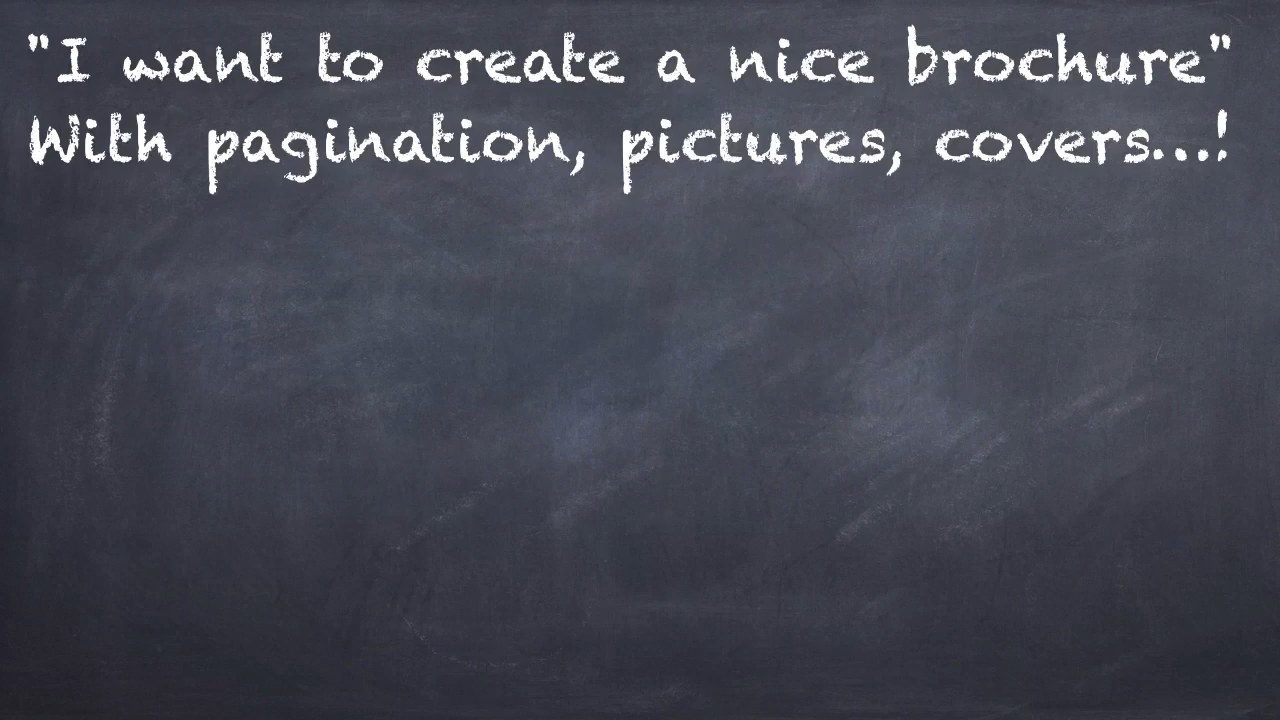 "I want to create a nice brochure"
With pagination, pictures, covers...!